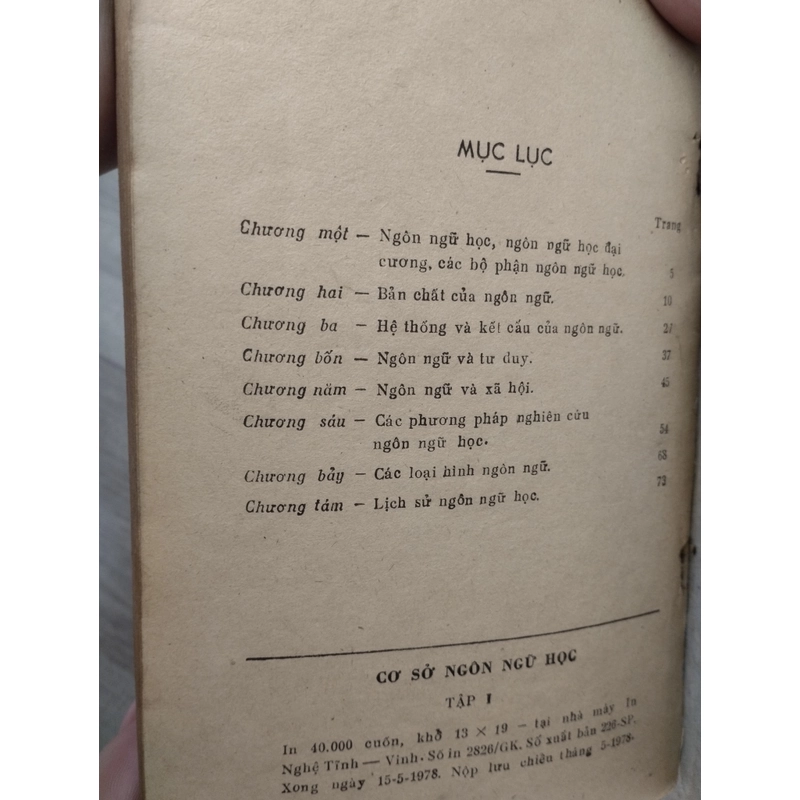 MỤC LỤC
Trang
Chương một — Ngôn ngữ học, ngôn ngữ học đại
cương, các bộ phận ngôn ngữ học. 5
Chương hai — Bản chất của ngôn ngữ. 10
Chương ba — Hệ thống và kết cấu của ngôn ngữ.
Chương bốn — Ngôn ngữ và tư duy. 37
Chương năm — Ngôn ngữ và xã hội. 45
Chương sáu — Các phương pháp nghiên cứu
ngôn ngữ học. 54
Chương bảy — Các loại hình ngôn ngữ. 68
Chương tám — Lịch sử ngôn ngữ học. 73
CƠ SỞ NGÔN NGỮ HỌC
TẬP I
In 40.000 cuốn, khổ 13 × 19 — tại nhà máy In
Nghệ Tĩnh — Vinh. Số in 2826/GK. Số xuất bản 226-SP.
Xong ngày 15-5-1978. Nộp lưu chiểu tháng 5-1978.